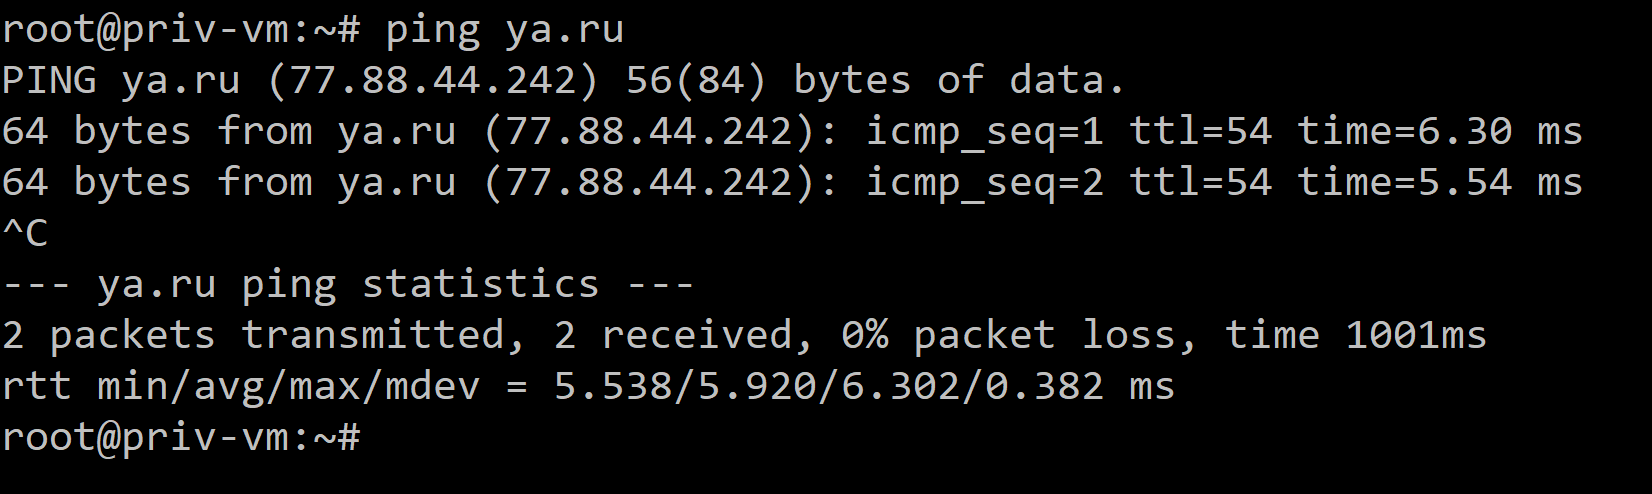 root@priv-vm:~# ping ya.ru
PING ya.ru (77.88.44.242) 56(84) bytes of data.
64 bytes from ya.ru (77.88.44.242): icmp_seq=1 ttl=54 time=6.30 ms
64 bytes from ya.ru (77.88.44.242): icmp_seq=2 ttl=54 time=5.54 ms
^C
--- ya.ru ping statistics ---
2 packets transmitted, 2 received, 0% packet loss, time 1001ms
rtt min/avg/max/mdev = 5.538/5.920/6.302/0.382 ms
root@priv-vm:~#